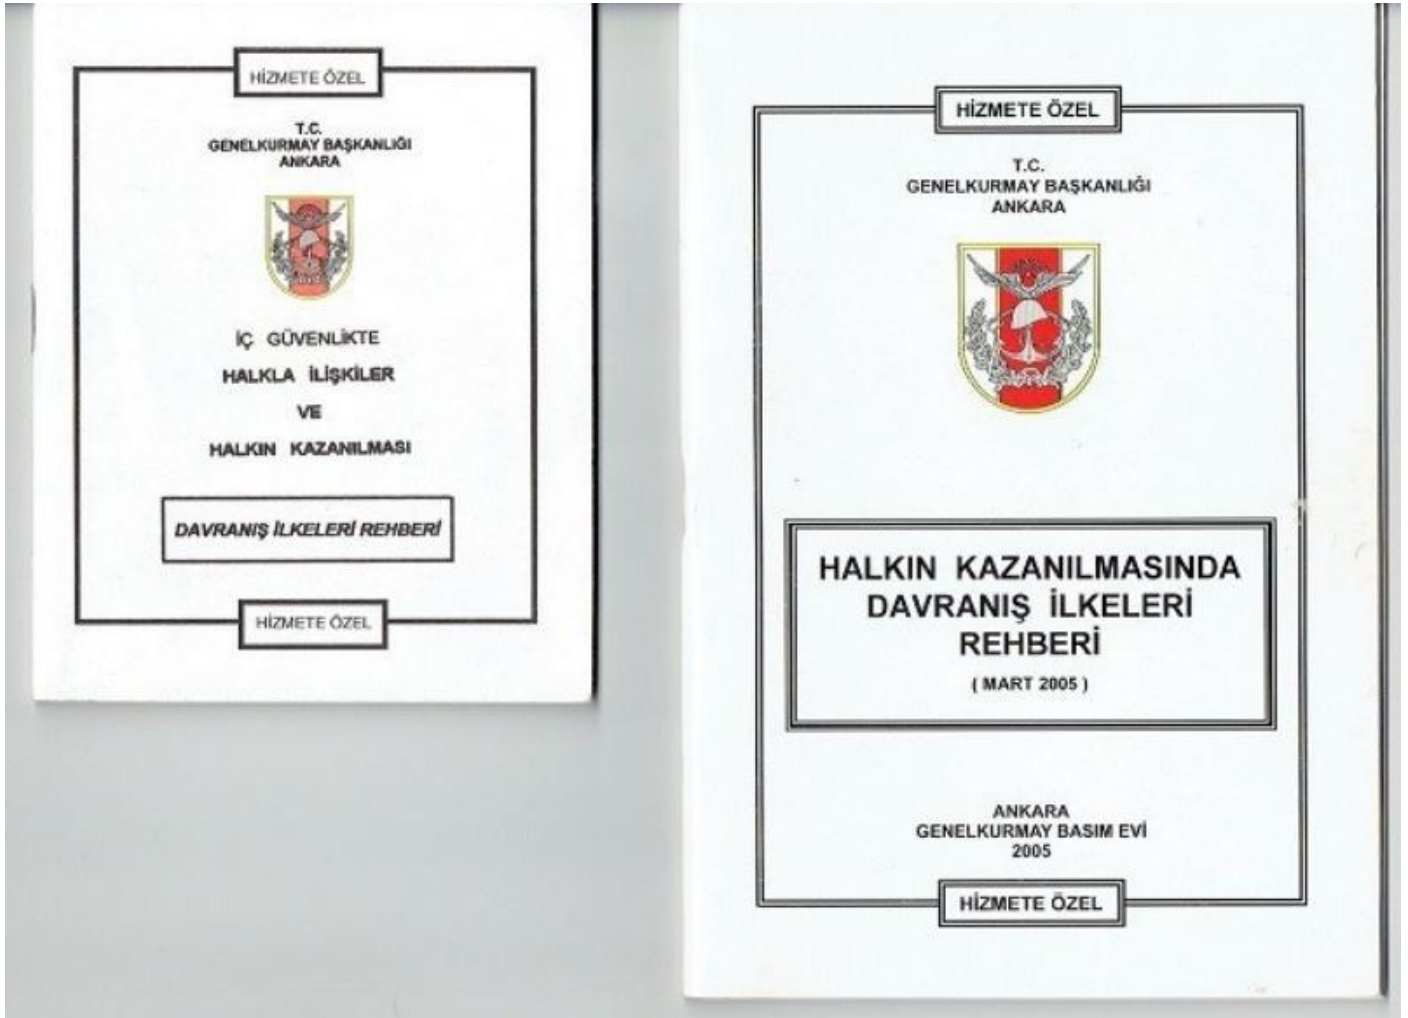 HİZMETE ÖZEL
T.C.
GENELKURMAY BAŞKANLIĞI
ANKARA
İÇ GÜVENLİKTE
HALKLA İLİŞKİLER
VE
HALKIN KAZANILMASI
DAVRANIŞ İLKELERİ REHBERİ
HİZMETE ÖZEL
HİZMETE ÖZEL
T.C.
GENELKURMAY BAŞKANLIĞI
ANKARA
HALKIN KAZANILMASINDA
DAVRANIŞ İLKELERİ
REHBERİ
( MART 2005 )
ANKARA
GENELKURMAY BASIM EVİ
2005
HİZMETE ÖZEL